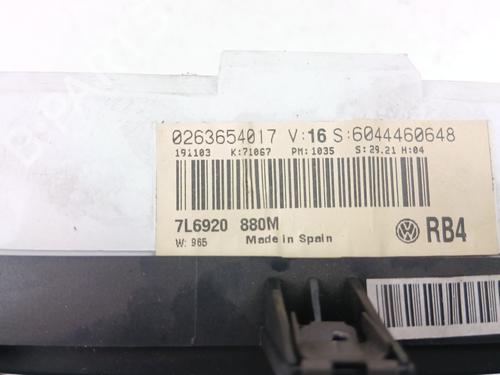 0263654017 V:16 S:6044460648
191103 K:71067 PM:1035 S:29.21 H:04
7L6920 880M
W: 965 Made in Spain
RB4